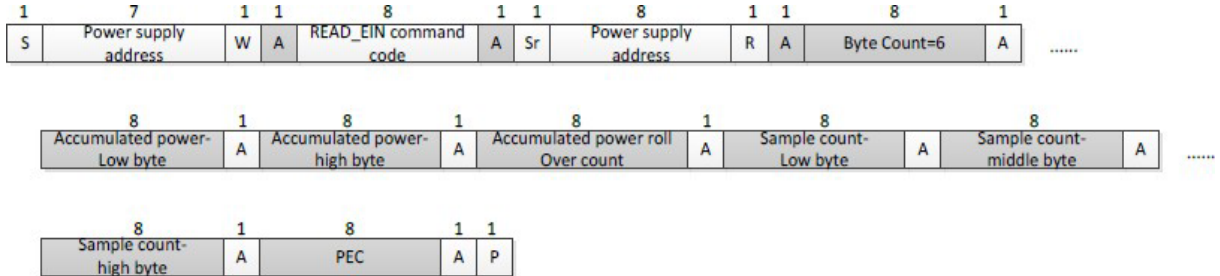 1 7 1 1 8 1 1 8 1 1 8 1
S Power supply address W A READ_EIN command code A Sr Power supply address R A Byte Count=6 A ......
8 1 8 1 8 1 8 8
Accumulated power-Low byte A Accumulated power-high byte A Accumulated power roll Over count A Sample count-Low byte A Sample count-middle byte A ......
8 1 8 1 1
Sample count-high byte A PEC A P